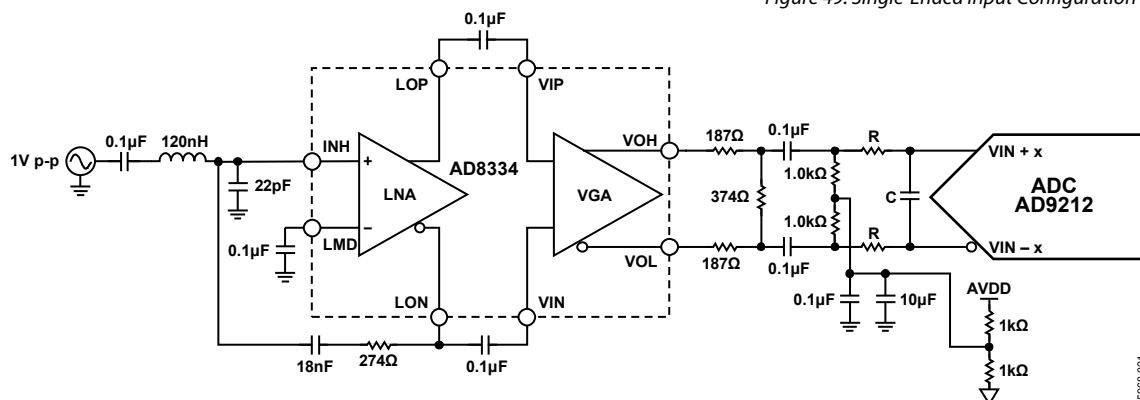 Figure 49. Single-Ended Input Configuration
0.1µF
LOP
VIP
0.1µF
120nH
1V p-p
INH
+
AD8334
VOH
187Ω
0.1µF
R
VIN + x
22pF
LNA
VGA
374Ω
1.0kΩ
1.0kΩ
C
ADC
AD9212
0.1µF
LMD
–
VOL
187Ω
0.1µF
R
VIN – x
LON
VIN
0.1µF
10µF
AVDD
1kΩ
1kΩ
18nF
274Ω
0.1µF